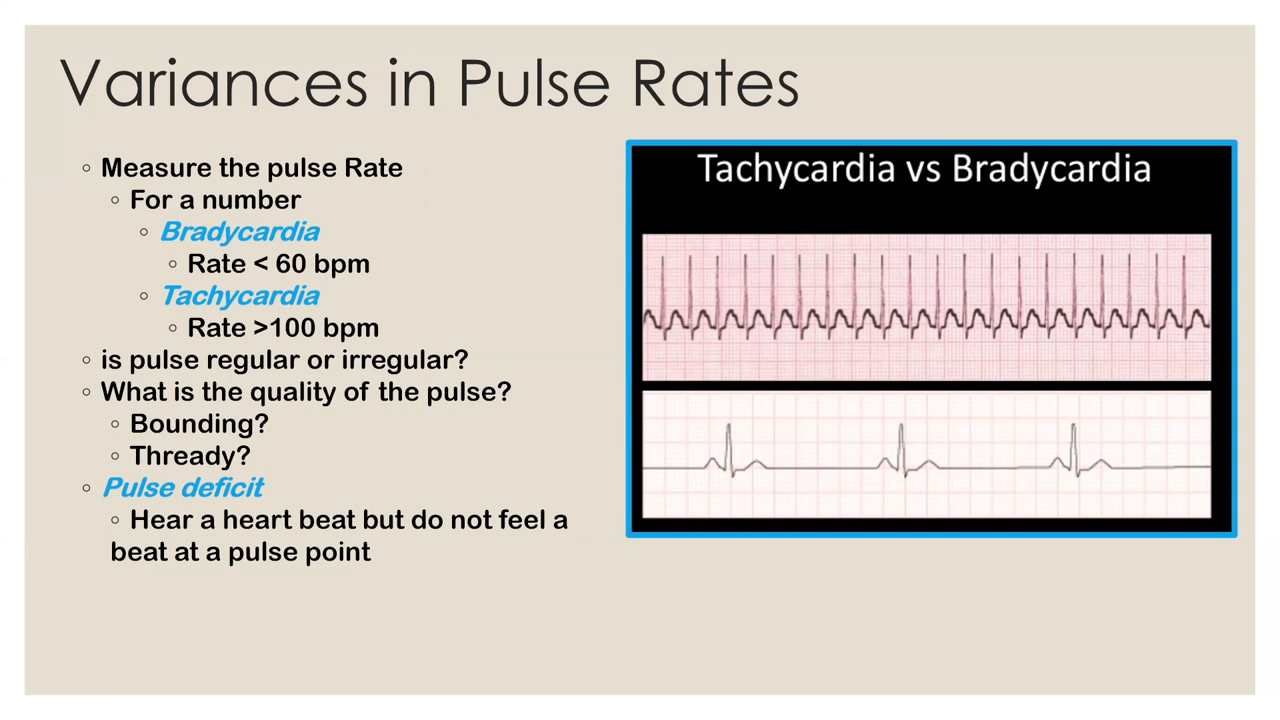 Variances in Pulse Rates
◦ Measure the pulse Rate
◦ For a number
◦ Bradycardia
◦ Rate < 60 bpm
◦ Tachycardia
◦ Rate >100 bpm
◦ is pulse regular or irregular?
◦ What is the quality of the pulse?
◦ Bounding?
◦ Thready?
◦ Pulse deficit
◦ Hear a heart beat but do not feel a
beat at a pulse point
Tachycardia vs Bradycardia